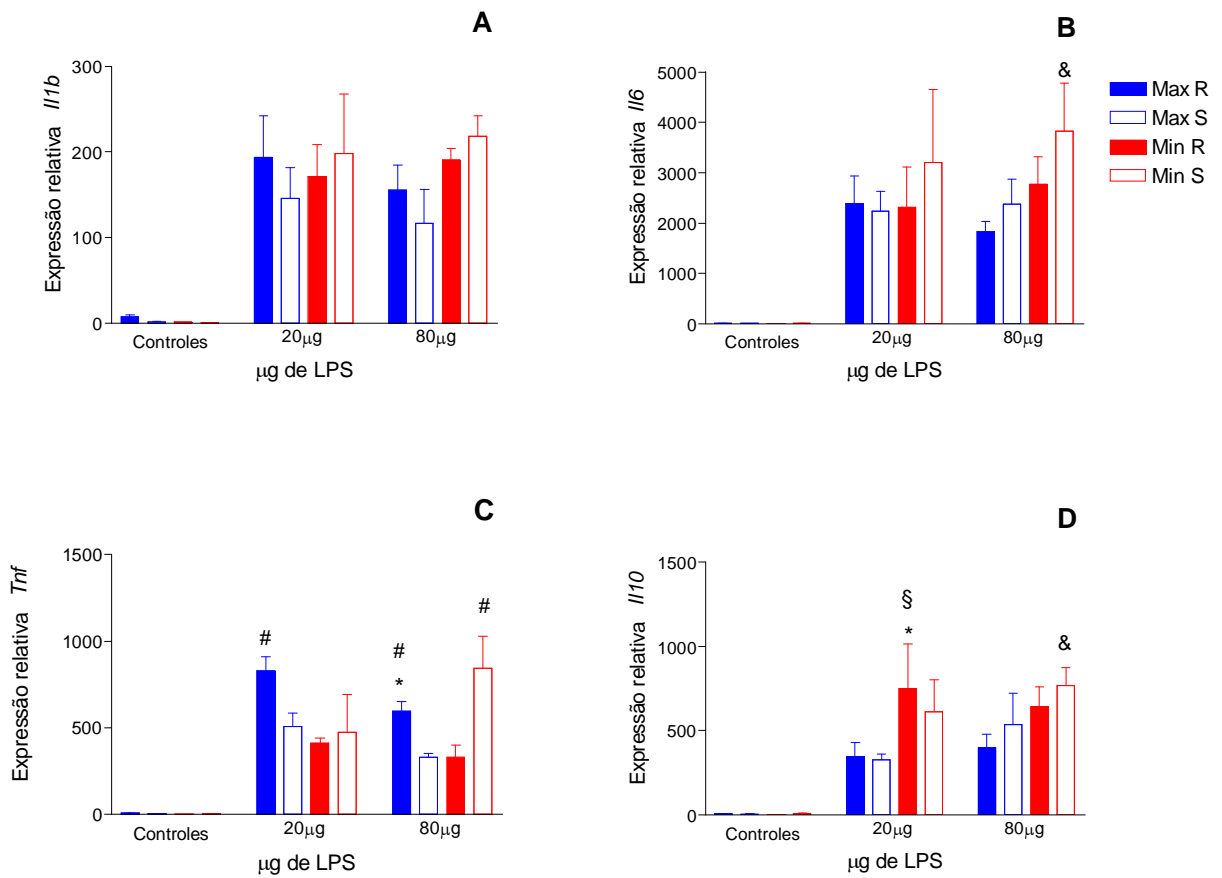 A
Expressão relativa Il1b
300
200
100
0
Controles
20µg
80µg
µg de LPS
B
Expressão relativa Il6
5000
4000
3000
2000
1000
0
&
Controles
20µg
80µg
µg de LPS
Max R
Max S
Min R
Min S
C
Expressão relativa Tnf
1500
1000
500
0
#
#
*
#
Controles
20µg
80µg
µg de LPS
D
Expressão relativa Il10
1500
1000
500
0
§
*
&
Controles
20µg
80µg
µg de LPS